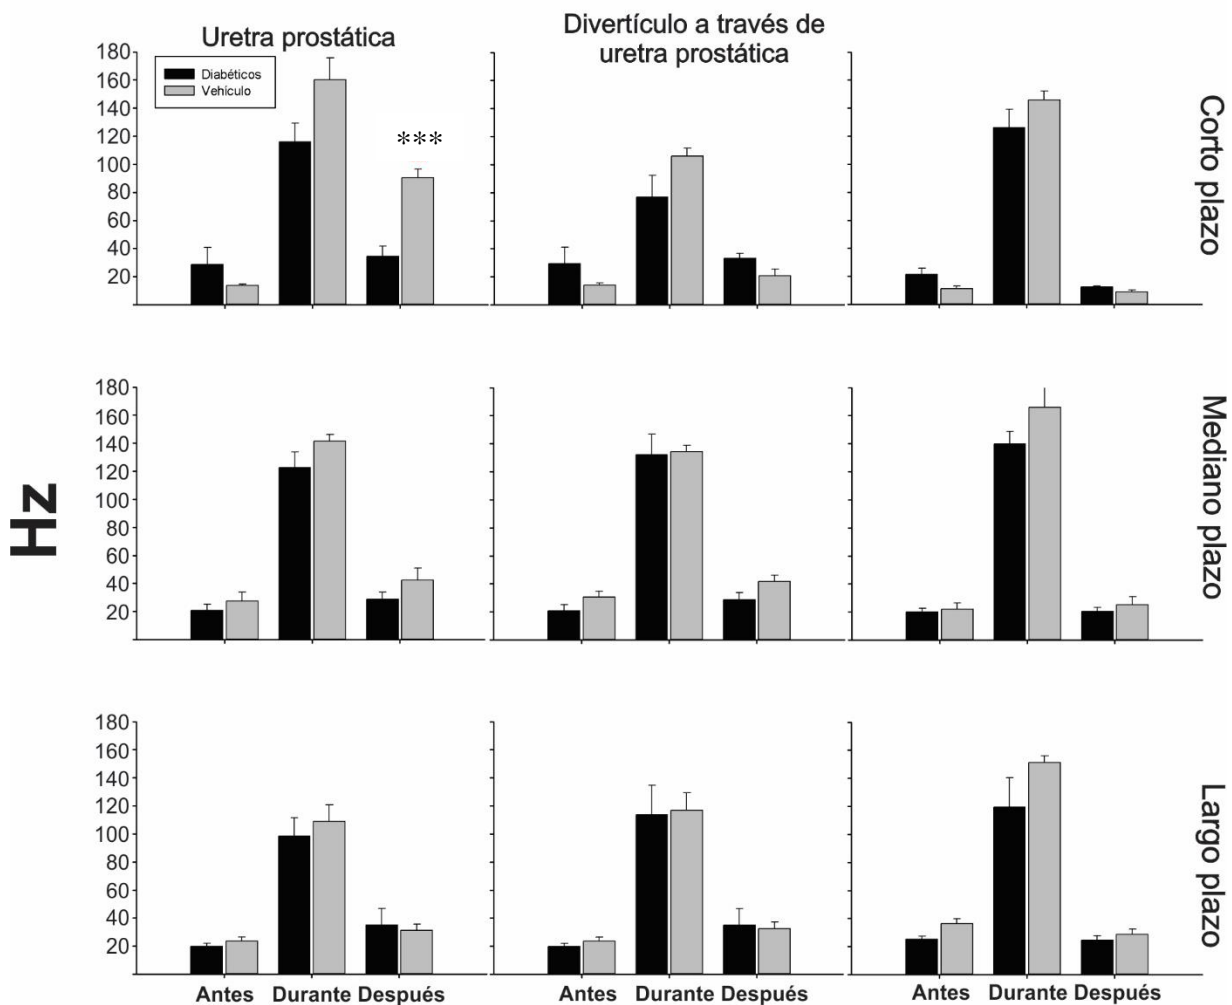 Uretra prostática
Divertículo a través de
uretra prostática
180
160
140
120
100
80
60
40
20
Diabéticos
Vehículo
***
Corto plazo
180
160
140
120
100
80
60
40
20
Hz
Mediano plazo
180
160
140
120
100
80
60
40
20
Largo plazo
Antes Durante Después
Antes Durante Después
Antes Durante Después